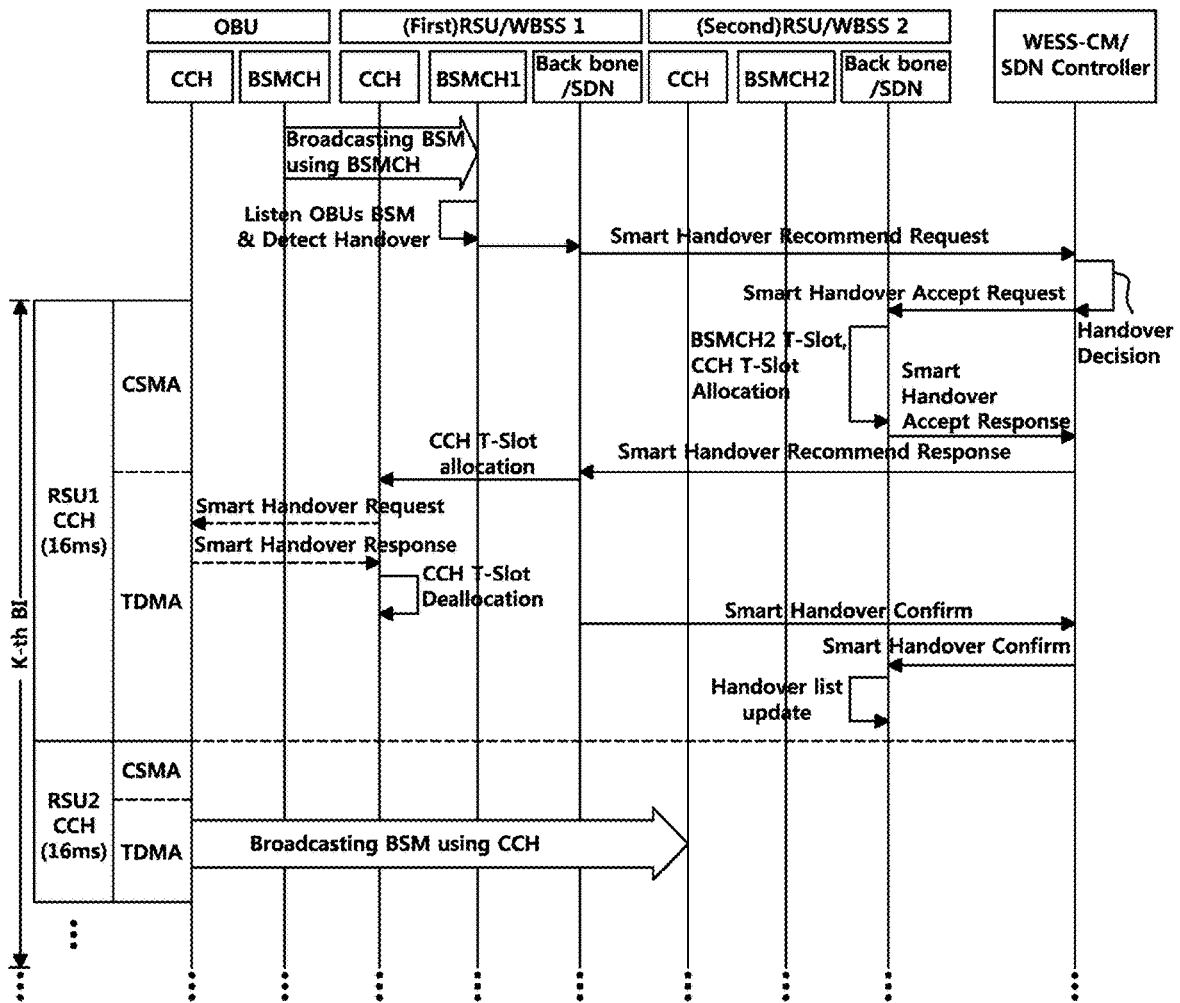 OBU
(First)RSU/WBSS 1
(Second)RSU/WBSS 2
WESS-CM/
SDN Controller
CCH
BSMCH
CCH
BSMCH1
Back bone
/SDN
CCH
BSMCH2
Back bone
/SDN
Broadcasting BSM
using BSMCH
Listen OBUs BSM
& Detect Handover
Smart Handover Recommend Request
Smart Handover Accept Request
Handover
Decision
BSMCH2 T-Slot,
CCH T-Slot
Allocation
CSMA
Smart
Handover
Accept Response
CCH T-Slot
allocation
Smart Handover Recommend Response
RSU1
CCH
(16ms)
Smart Handover Request
Smart Handover Response
CCH T-Slot
Deallocation
TDMA
Smart Handover Confirm
K-th BI
Smart Handover Confirm
Handover list
update
CSMA
RSU2
CCH
(16ms)
TDMA
Broadcasting BSM using CCH